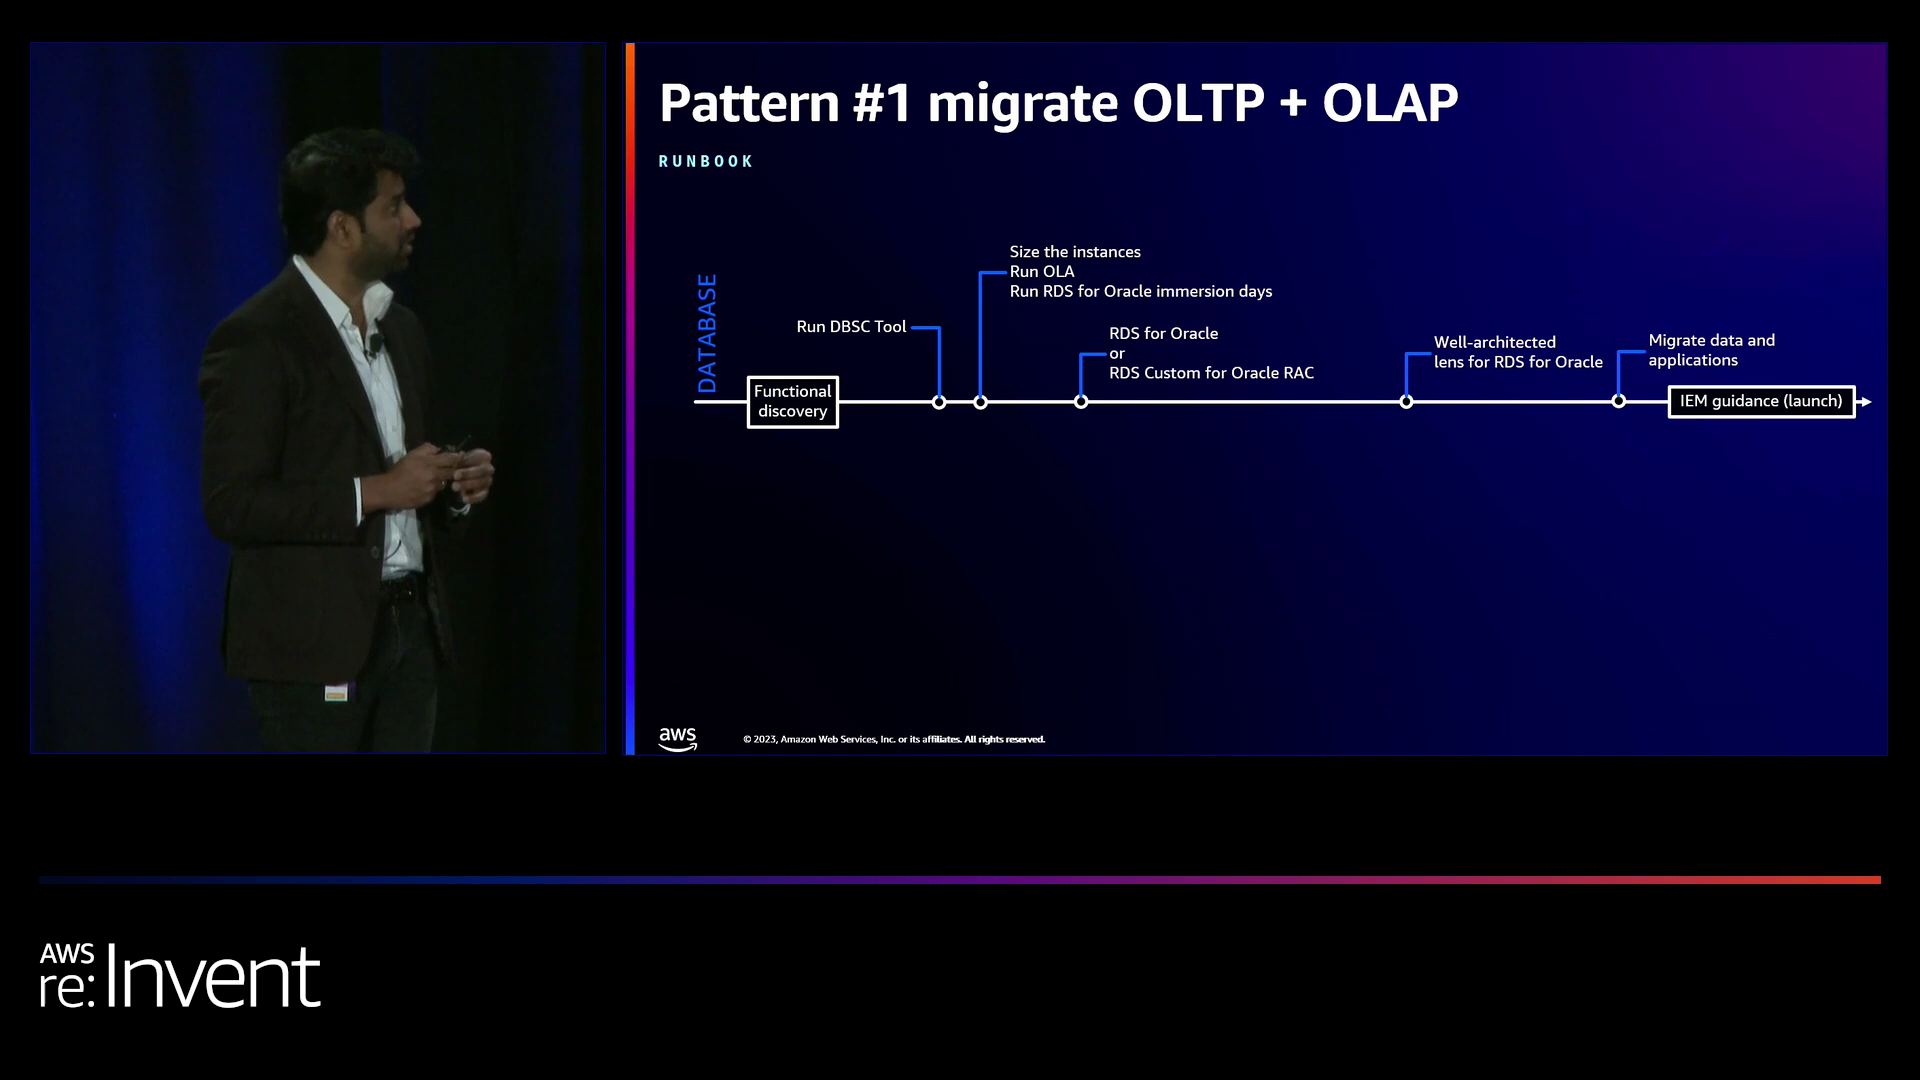 Pattern #1 migrate OLTP + OLAP
RUNBOOK
DATABASE
Functional
discovery
Run DBSC Tool
Size the instances
Run OLA
Run RDS for Oracle immersion days
RDS for Oracle
or
RDS Custom for Oracle RAC
Well-architected
lens for RDS for Oracle
Migrate data and
applications
IEM guidance (launch)
aws
© 2023, Amazon Web Services, Inc. or its affiliates. All rights reserved.
AWS
re:Invent